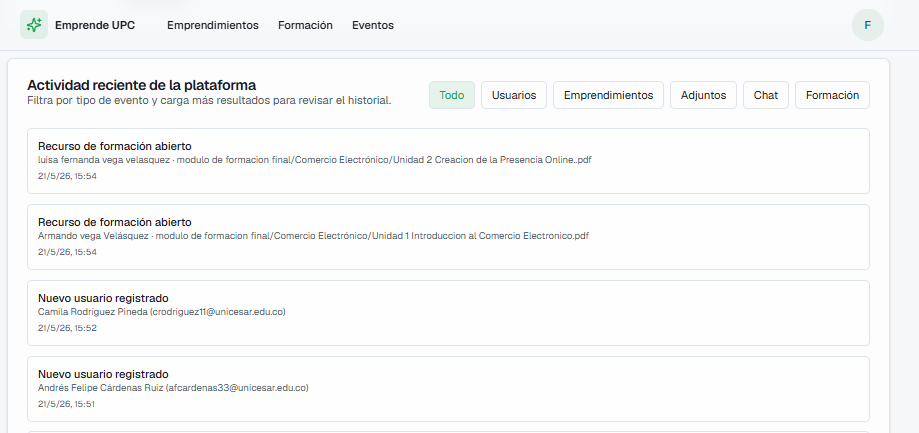 Emprende UPC
Emprendimientos
Formación
Eventos
F
Actividad reciente de la plataforma
Filtra por tipo de evento y carga más resultados para revisar el historial.
Todo
Usuarios
Emprendimientos
Adjuntos
Chat
Formación
Recurso de formación abierto
luisa fernanda vega velasquez · modulo de formacion final/Comercio Electrónico/Unidad 2 Creacion de la Presencia Online..pdf
21/5/26, 15:54
Recurso de formación abierto
Armando vega Velásquez · modulo de formacion final/Comercio Electrónico/Unidad 1 Introduccion al Comercio Electronico.pdf
21/5/26, 15:54
Nuevo usuario registrado
Camila Rodríguez Pineda (crodriguez11@unicesar.edu.co)
21/5/26, 15:52
Nuevo usuario registrado
Andrés Felipe Cárdenas Ruiz (afcardenas33@unicesar.edu.co)
21/5/26, 15:51